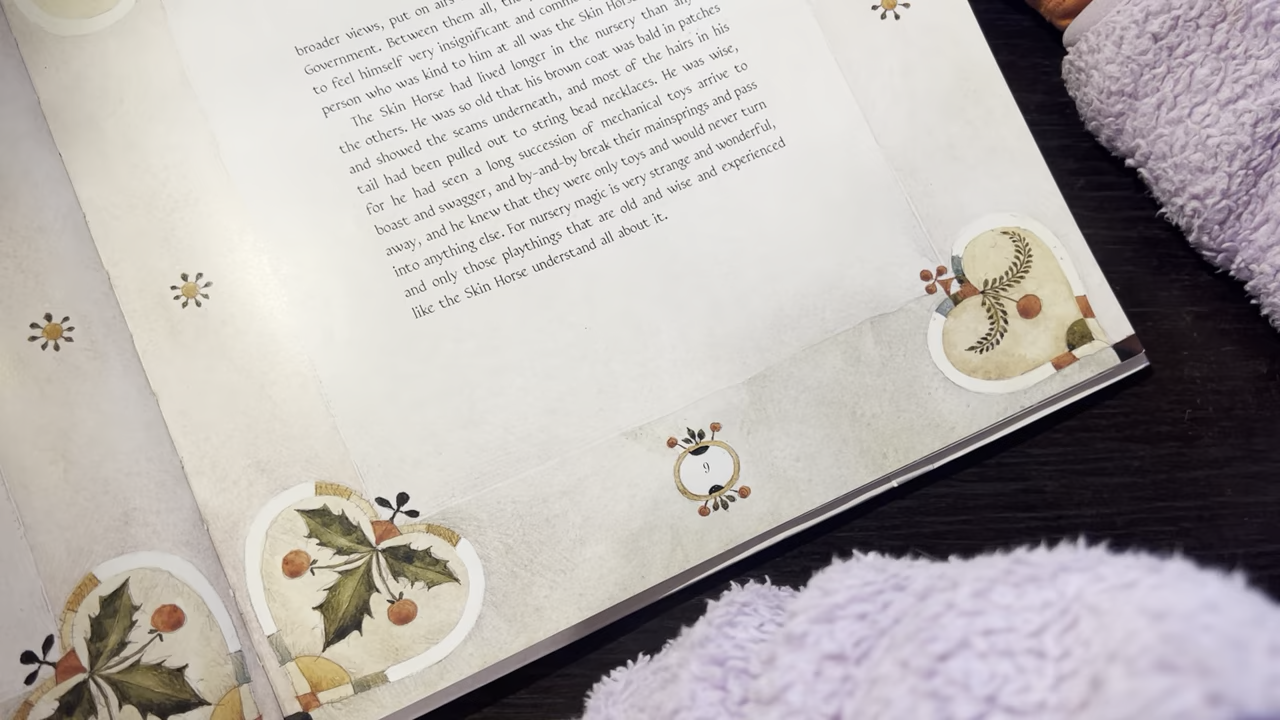 broader views, put on airs
Government. Between them all, the
to feel himself very insignificant and comm
person who was kind to him at all was the Skin Horse
The Skin Horse had lived longer in the nursery than any
the others. He was so old that his brown coat was bald in patches
and showed the seams underneath, and most of the hairs in his
tail had been pulled out to string bead necklaces. He was wise,
for he had seen a long succession of mechanical toys arrive to
boast and swagger, and by-and-by break their mainsprings and pass
away, and he knew that they were only toys and would never turn
into anything else. For nursery magic is very strange and wonderful,
and only those playthings that are old and wise and experienced
like the Skin Horse understand all about it.
9